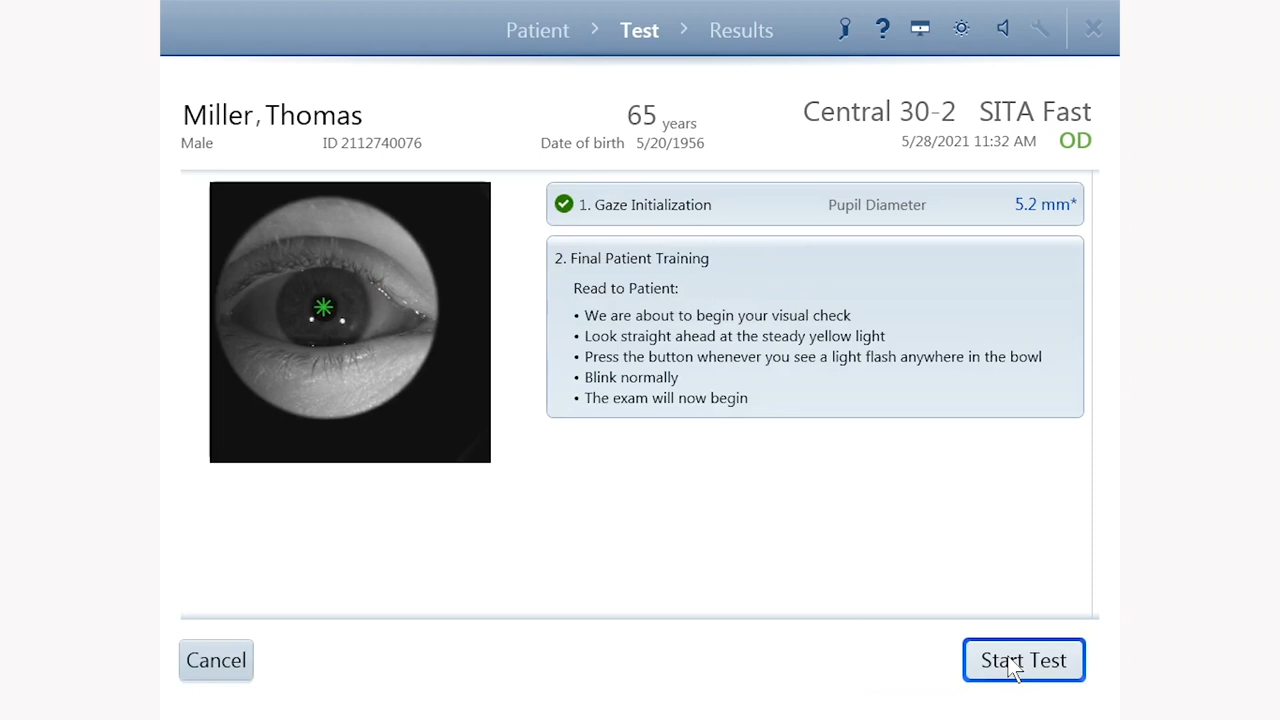 Patient > Test > Results
?
Miller, Thomas
Male ID 2112740076
65 years
Date of birth 5/20/1956
Central 30-2 SITA Fast
5/28/2021 11:32 AM OD
1. Gaze Initialization Pupil Diameter 5.2 mm*
2. Final Patient Training
Read to Patient:
• We are about to begin your visual check
• Look straight ahead at the steady yellow light
• Press the button whenever you see a light flash anywhere in the bowl
• Blink normally
• The exam will now begin
Cancel
Start Test